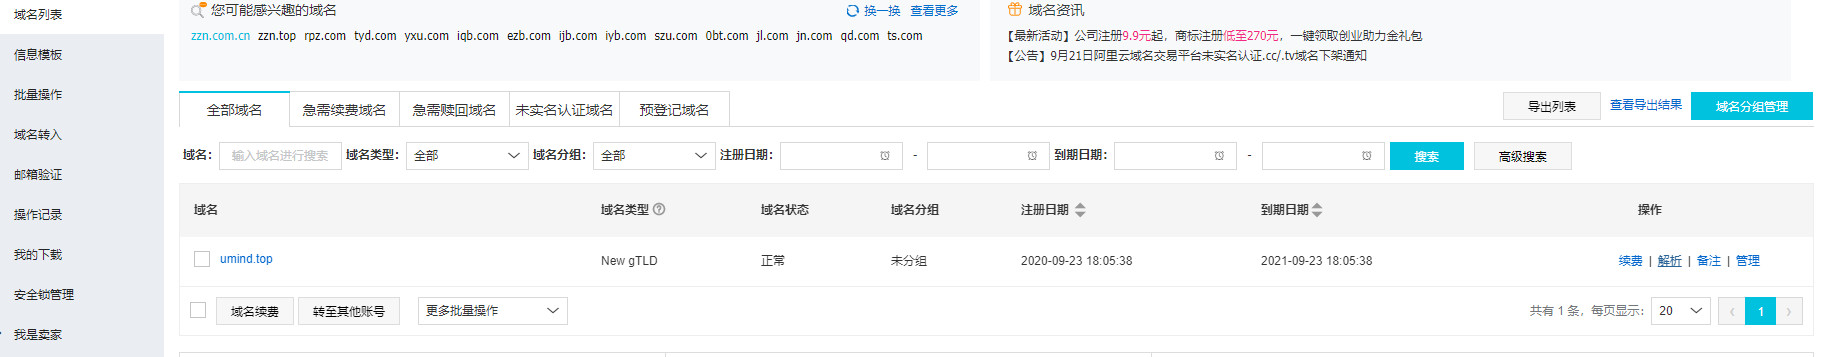 域名列表
信息模板
批量操作
域名转入
邮箱验证
操作记录
我的下载
安全锁管理
我是卖家
您可能感兴趣的域名 换一换 查看更多
zzn.com.cn zzn.top rpz.com tyd.com yxu.com iqb.com ezb.com ijb.com iyb.com szu.com 0bt.com jl.com jn.com qd.com ts.com
域名资讯
【最新活动】公司注册9.9元起，商标注册低至270元，一键领取创业助力金礼包
【公告】9月21日阿里云域名交易平台未实名认证.cc/.tv域名下架通知
全部域名 急需续费域名 急需赎回域名 未实名认证域名 预登记域名 导出列表 查看导出结果 域名分组管理
域名： 输入域名进行搜索 域名类型： 全部 域名分组： 全部 注册日期： - 到期日期： - 搜索 高级搜索
域名 域名类型 ? 域名状态 域名分组 注册日期 到期日期 操作
umind.top New gTLD 正常 未分组 2020-09-23 18:05:38 2021-09-23 18:05:38 续费 | 解析 | 备注 | 管理
域名续费 转至其他账号 更多批量操作 共有 1 条，每页显示： 20 ‹ 1 ›